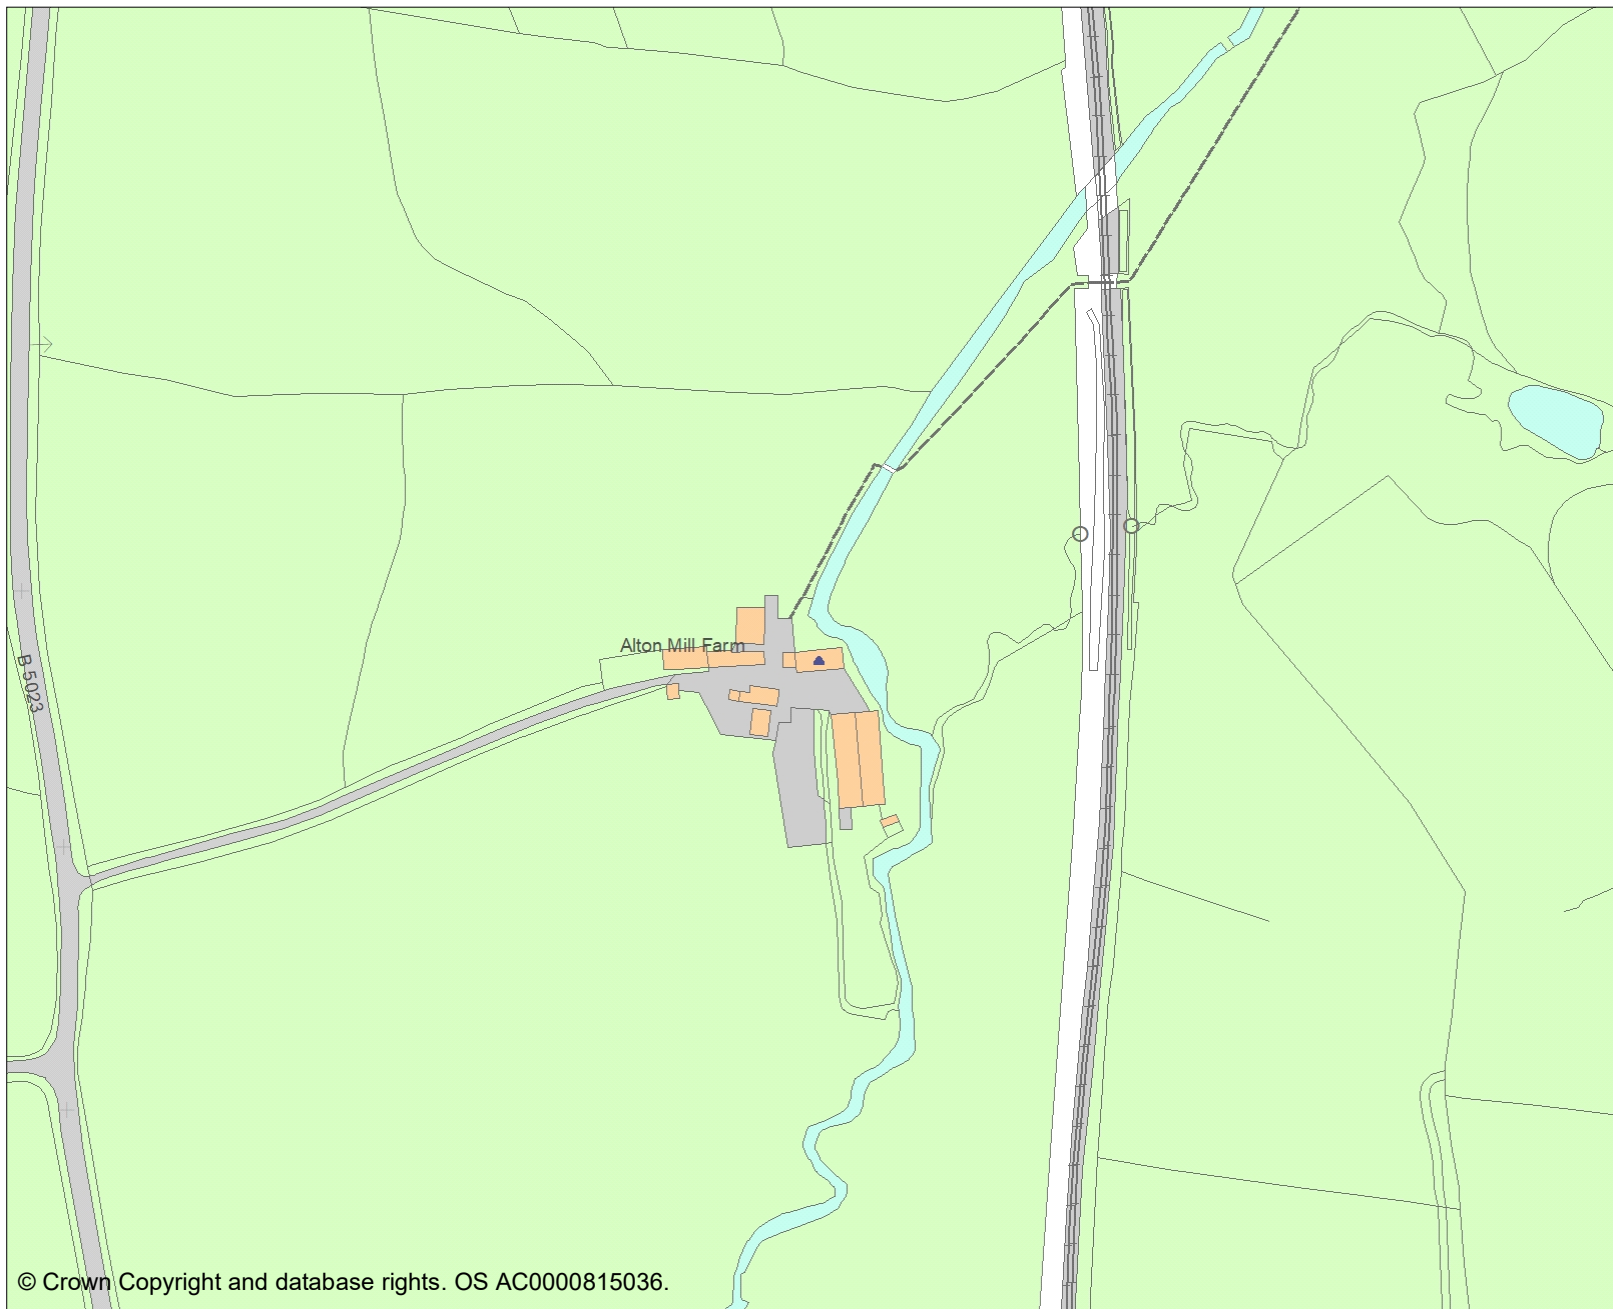 Alton Mill Farm
B 5023
© Crown Copyright and database rights. OS AC0000815036.